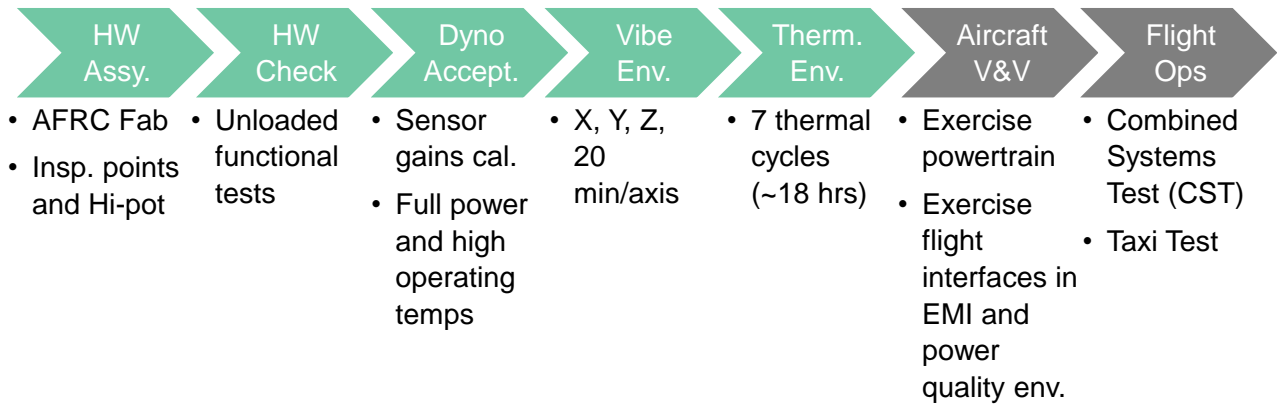 HW
Assy.
HW
Check
Dyno
Accept.
Vibe
Env.
Therm.
Env.
Aircraft
V&V
Flight
Ops
• AFRC Fab
• Insp. points
and Hi-pot
• Unloaded
functional
tests
• Sensor
gains cal.
• Full power
and high
operating
temps
• X, Y, Z,
20
min/axis
• 7 thermal
cycles
(~18 hrs)
• Exercise
powertrain
• Exercise
flight
interfaces in
EMI and
power
quality env.
• Combined
Systems
Test (CST)
• Taxi Test